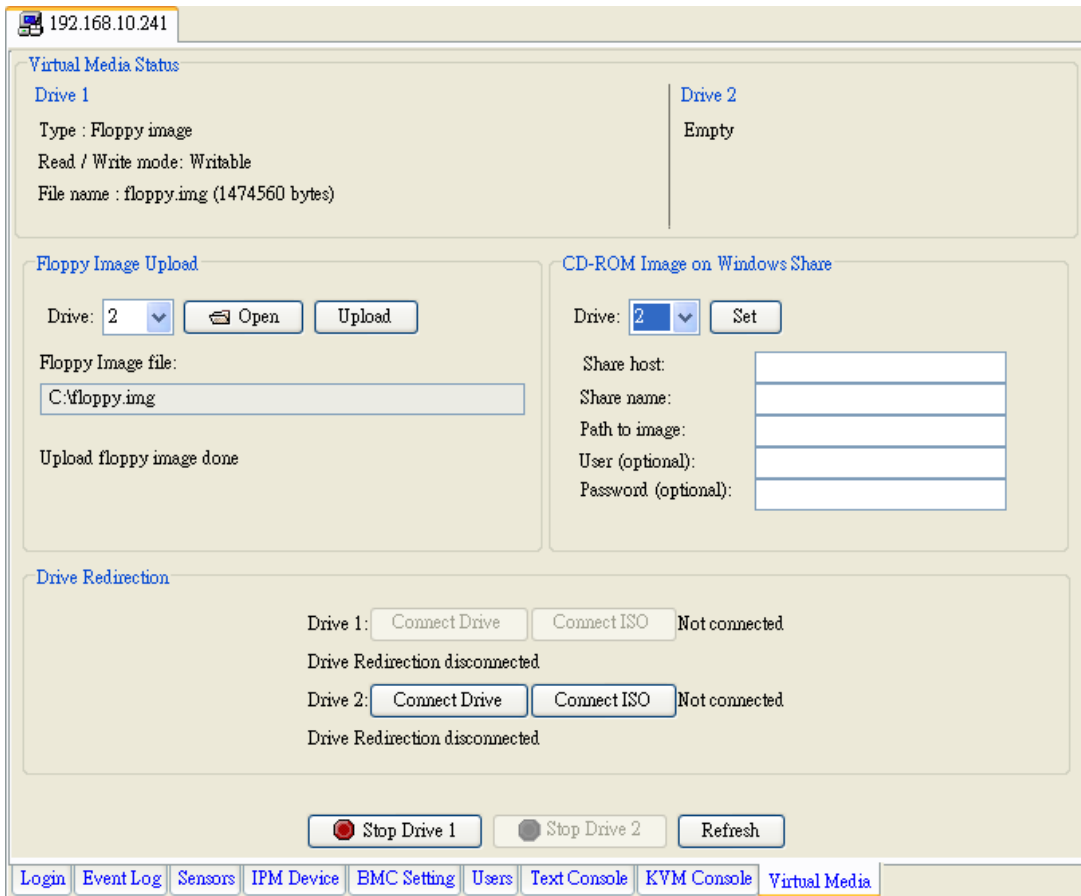 192.168.10.241
Virtual Media Status
Drive 1
Type : Floppy image
Read / Write mode: Writable
File name : floppy.img (1474560 bytes)
Drive 2
Empty
Floppy Image Upload
Drive: 2 Open Upload
Floppy Image file:
C:\floppy.img
Upload floppy image done
CD-ROM Image on Windows Share
Drive: 2 Set
Share host:
Share name:
Path to image:
User (optional):
Password (optional):
Drive Redirection
Drive 1: Connect Drive Connect ISO Not connected
Drive Redirection disconnected
Drive 2: Connect Drive Connect ISO Not connected
Drive Redirection disconnected
Stop Drive 1 Stop Drive 2 Refresh
Login Event Log Sensors IPM Device BMC Setting Users Text Console KVM Console Virtual Media